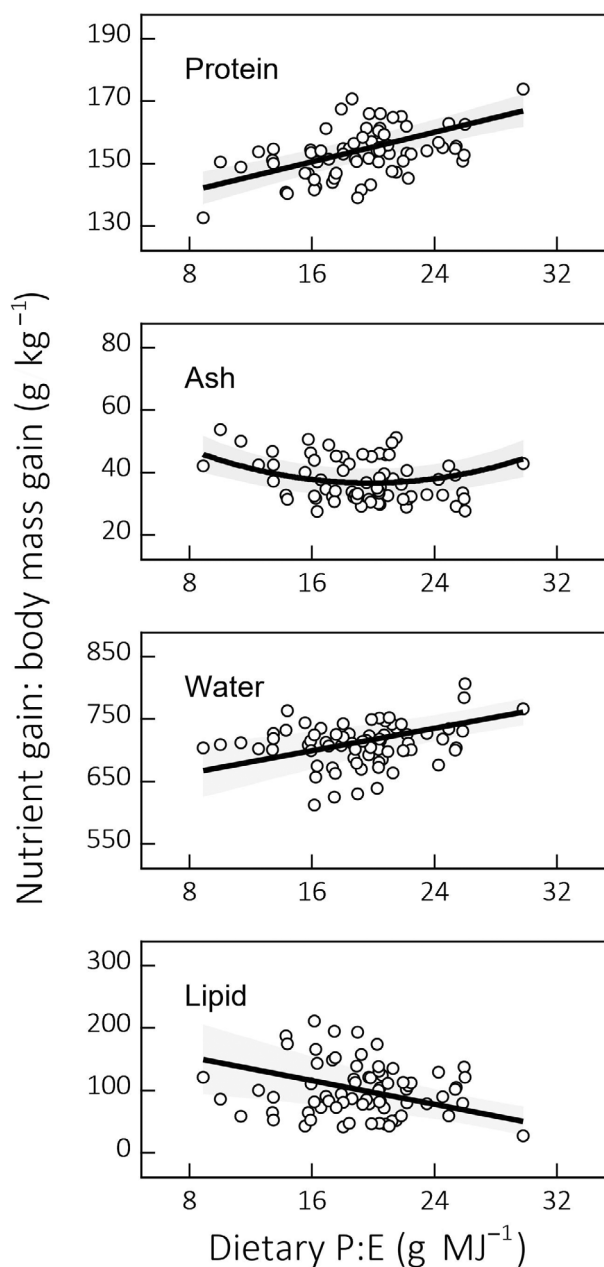 Nutrient gain: body mass gain (g kg⁻¹)
Protein
190
170
150
130
8 16 24 32
Ash
80
60
40
20
8 16 24 32
Water
850
750
650
550
8 16 24 32
Lipid
300
200
100
0
8 16 24 32
Dietary P:E (g MJ⁻¹)